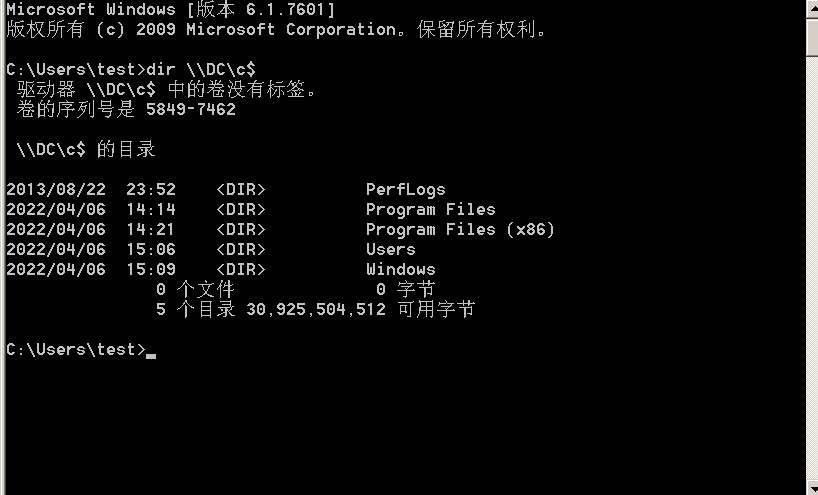 Microsoft Windows [版本 6.1.7601]
版权所有 (c) 2009 Microsoft Corporation。保留所有权利。
C:\Users\test>dir \\DC\c$
 驱动器 \\DC\c$ 中的卷没有标签。
 卷的序列号是 5849-7462
 \\DC\c$ 的目录
2013/08/22  23:52    <DIR>          PerfLogs
2022/04/06  14:14    <DIR>          Program Files
2022/04/06  14:21    <DIR>          Program Files (x86)
2022/04/06  15:06    <DIR>          Users
2022/04/06  15:09    <DIR>          Windows
               0 个文件              0 字节
               5 个目录 30,925,504,512 可用字节
C:\Users\test>